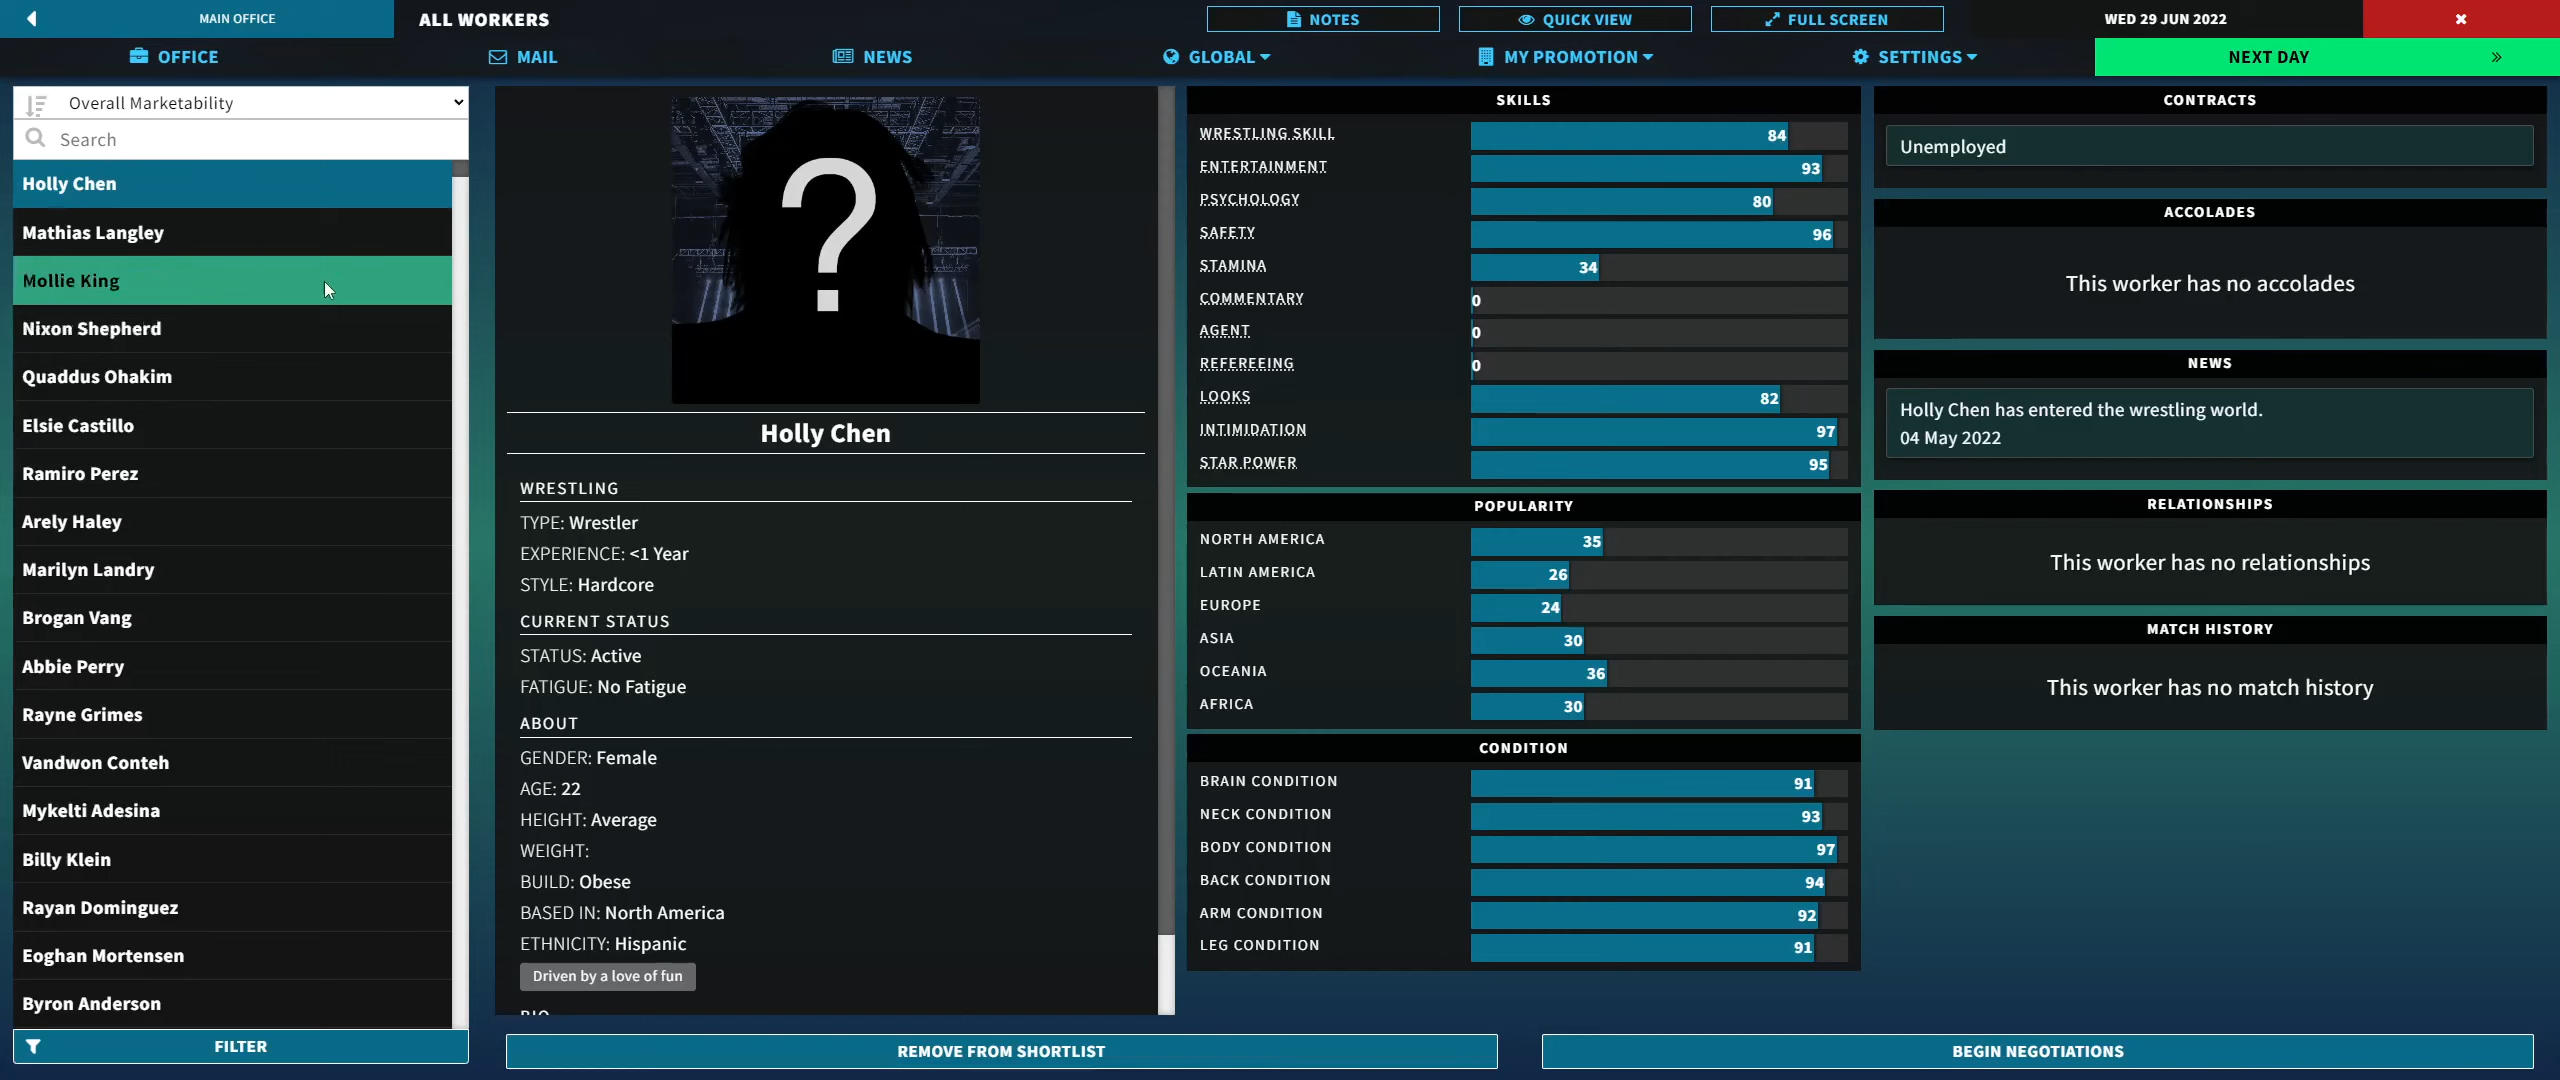 MAIN OFFICE
ALL WORKERS
NOTES
QUICK VIEW
FULL SCREEN
WED 29 JUN 2022
OFFICE
MAIL
NEWS
GLOBAL
MY PROMOTION
SETTINGS
NEXT DAY
Overall Marketability
Search
Holly Chen
Mathias Langley
Mollie King
Nixon Shepherd
Quaddus Ohakim
Elsie Castillo
Ramiro Perez
Arely Haley
Marilyn Landry
Brogan Vang
Abbie Perry
Rayne Grimes
Vandwon Conteh
Mykelti Adesina
Billy Klein
Rayan Dominguez
Eoghan Mortensen
Byron Anderson
FILTER
?
Holly Chen
WRESTLING
TYPE: Wrestler
EXPERIENCE: <1 Year
STYLE: Hardcore
CURRENT STATUS
STATUS: Active
FATIGUE: No Fatigue
ABOUT
GENDER: Female
AGE: 22
HEIGHT: Average
WEIGHT:
BUILD: Obese
BASED IN: North America
ETHNICITY: Hispanic
Driven by a love of fun
BIO
SKILLS
WRESTLING SKILL 84
ENTERTAINMENT 93
PSYCHOLOGY 80
SAFETY 96
STAMINA 34
COMMENTARY 0
AGENT 0
REFEREEING 0
LOOKS 82
INTIMIDATION 97
STAR POWER 95
POPULARITY
NORTH AMERICA 35
LATIN AMERICA 26
EUROPE 24
ASIA 30
OCEANIA 36
AFRICA 30
CONDITION
BRAIN CONDITION 91
NECK CONDITION 93
BODY CONDITION 97
BACK CONDITION 94
ARM CONDITION 92
LEG CONDITION 91
CONTRACTS
Unemployed
ACCOLADES
This worker has no accolades
NEWS
Holly Chen has entered the wrestling world.
04 May 2022
RELATIONSHIPS
This worker has no relationships
MATCH HISTORY
This worker has no match history
REMOVE FROM SHORTLIST
BEGIN NEGOTIATIONS